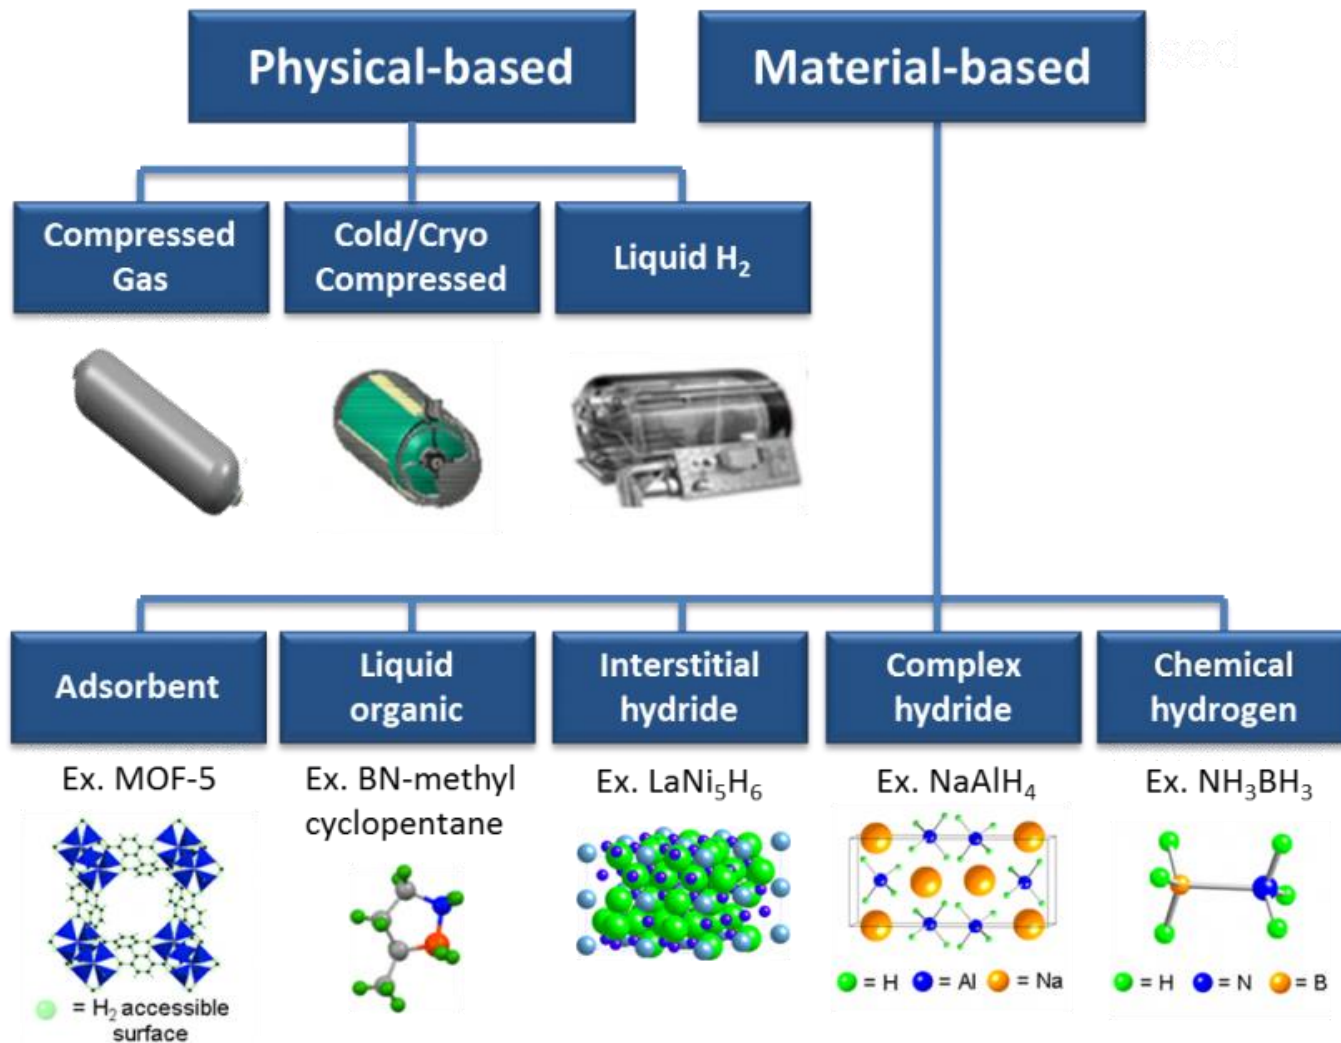 Physical-based
Material-based
Compressed
Gas
Cold/Cryo
Compressed
Liquid H₂
Adsorbent
Liquid
organic
Interstitial
hydride
Complex
hydride
Chemical
hydrogen
Ex. MOF-5
Ex. BN-methyl
cyclopentane
Ex. LaNi₅H₆
Ex. NaAlH₄
Ex. NH₃BH₃
= H₂ accessible
surface
= H = Al = Na
= H = N = B